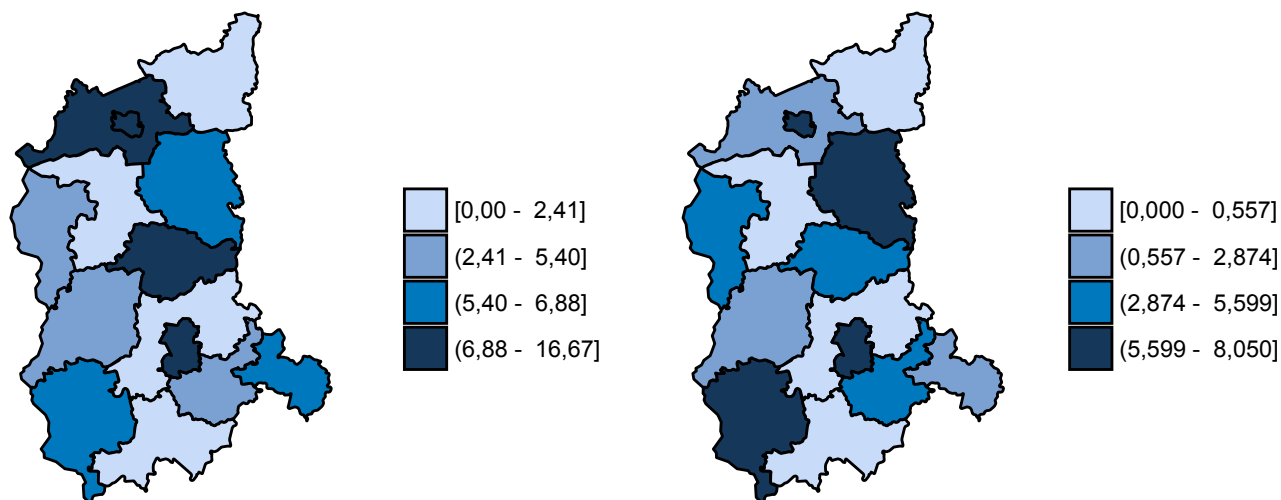 [0,00 - 2,41]
(2,41 - 5,40]
(5,40 - 6,88]
(6,88 - 16,67]
[0,000 - 0,557]
(0,557 - 2,874]
(2,874 - 5,599]
(5,599 - 8,050]